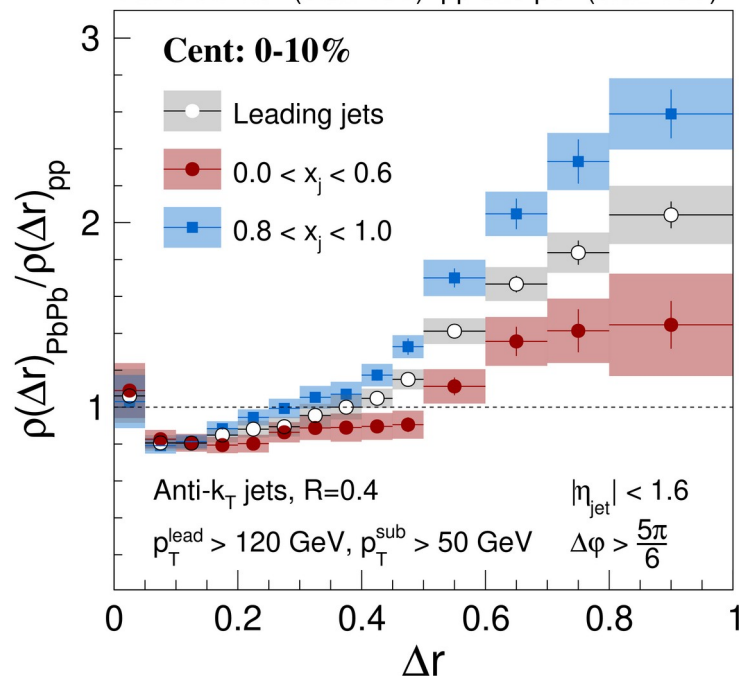 Cent: 0-10%
Leading jets
0.0 < x_j < 0.6
0.8 < x_j < 1.0
Anti-k_T jets, R=0.4
|η_jet| < 1.6
p_T^lead > 120 GeV, p_T^sub > 50 GeV
Δφ > 5π/6
ρ(Δr)_PbPb/ρ(Δr)_pp
3
2
1
0 0.2 0.4 0.6 0.8 1
Δr